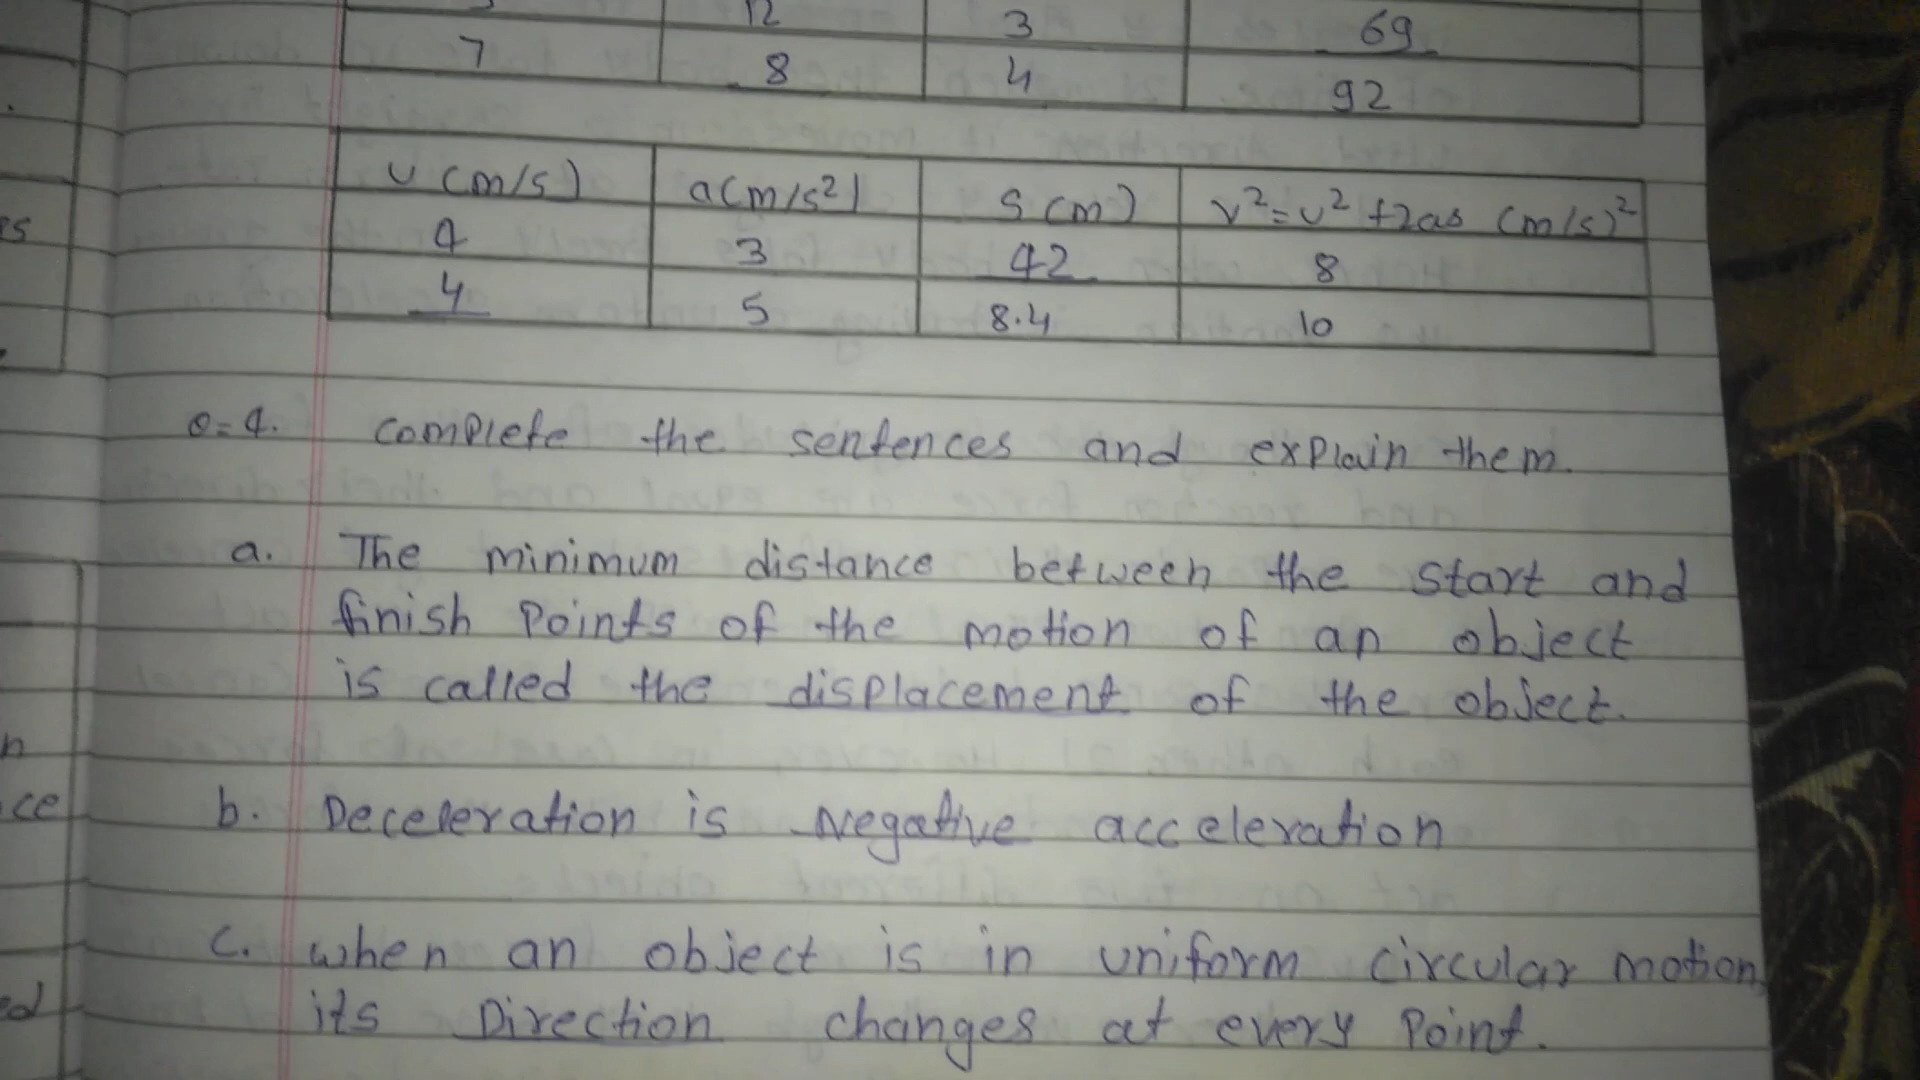 12 3 69
7 8 4 92
u (m/s) a(m/s²) s (m) v²=u²+2as (m/s)²
4 3 42 8
4 5 8.4 10
Q=4. complete the sentences and explain them.
a. The minimum distance between the start and
finish points of the motion of an object
is called the displacement of the object.
b. Deceleration is Negative acceleration
c. when an object is in uniform circular motion,
its Direction changes at every point.